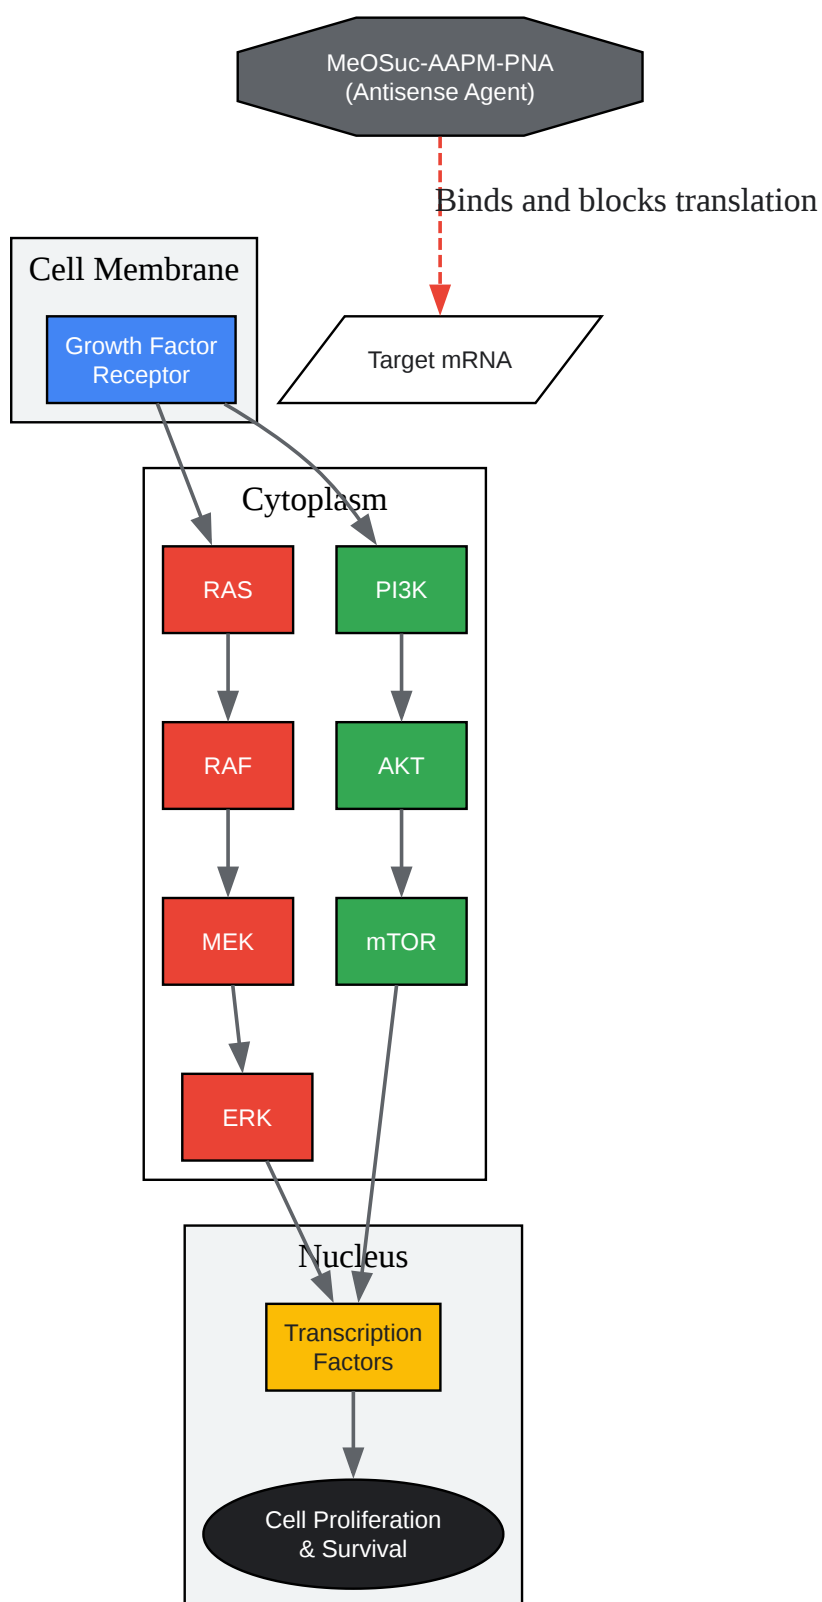 MeOSuc-AAPM-PNA
(Antisense Agent)
Binds and blocks translation
Cell Membrane
Growth Factor
Receptor
Target mRNA
Cytoplasm
RAS
PI3K
RAF
AKT
MEK
mTOR
ERK
Nucleus
Transcription
Factors
Cell Proliferation
& Survival